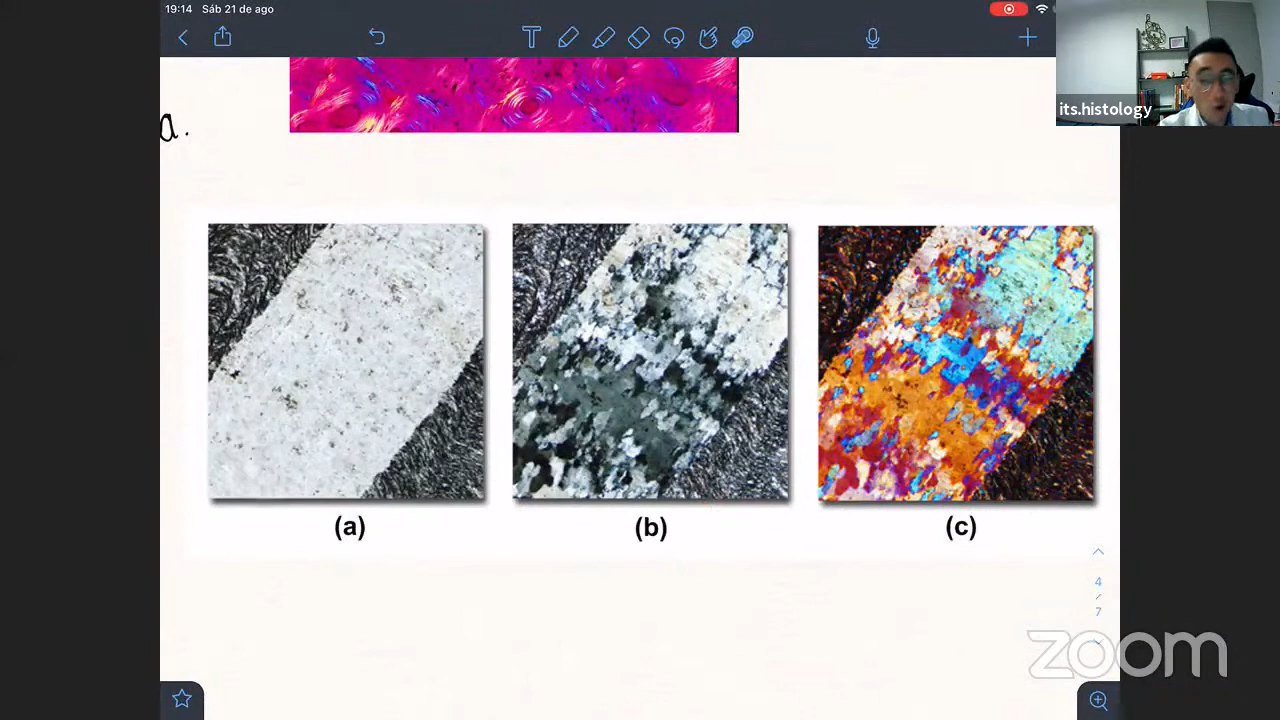 19:14 Sáb 21 de ago
its.histology
a.
(a) (b) (c)
4
/
7
zoom